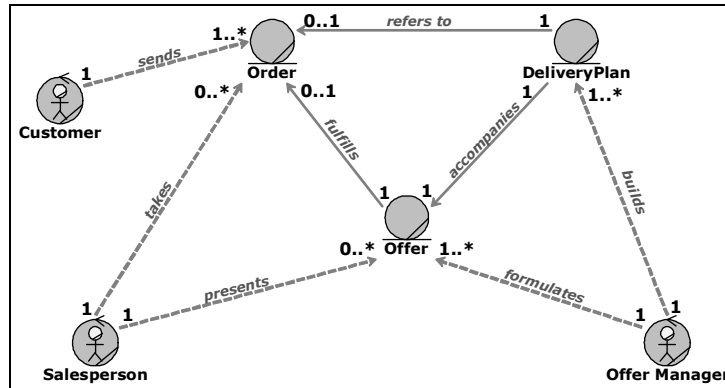 0..1
refers to
1
1..*
sends
1
Order
DeliveryPlan
0..*
0..1
1
1..*
Customer
fulfills
accompanies
takes
builds
1
1
0..*
Offer
1..*
presents
formulates
1
1
1
1
Salesperson
Offer Manager